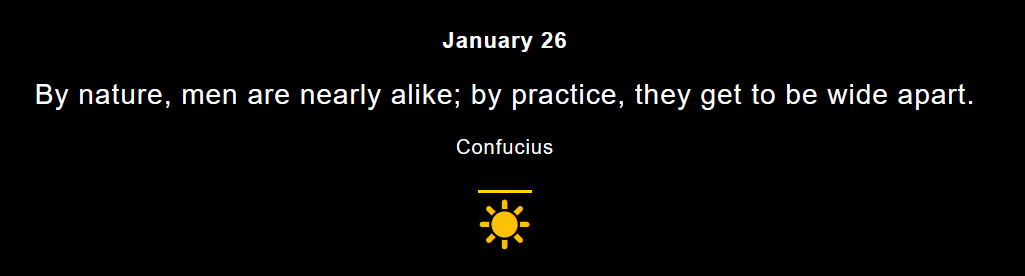 January 26
By nature, men are nearly alike; by practice, they get to be wide apart.
Confucius